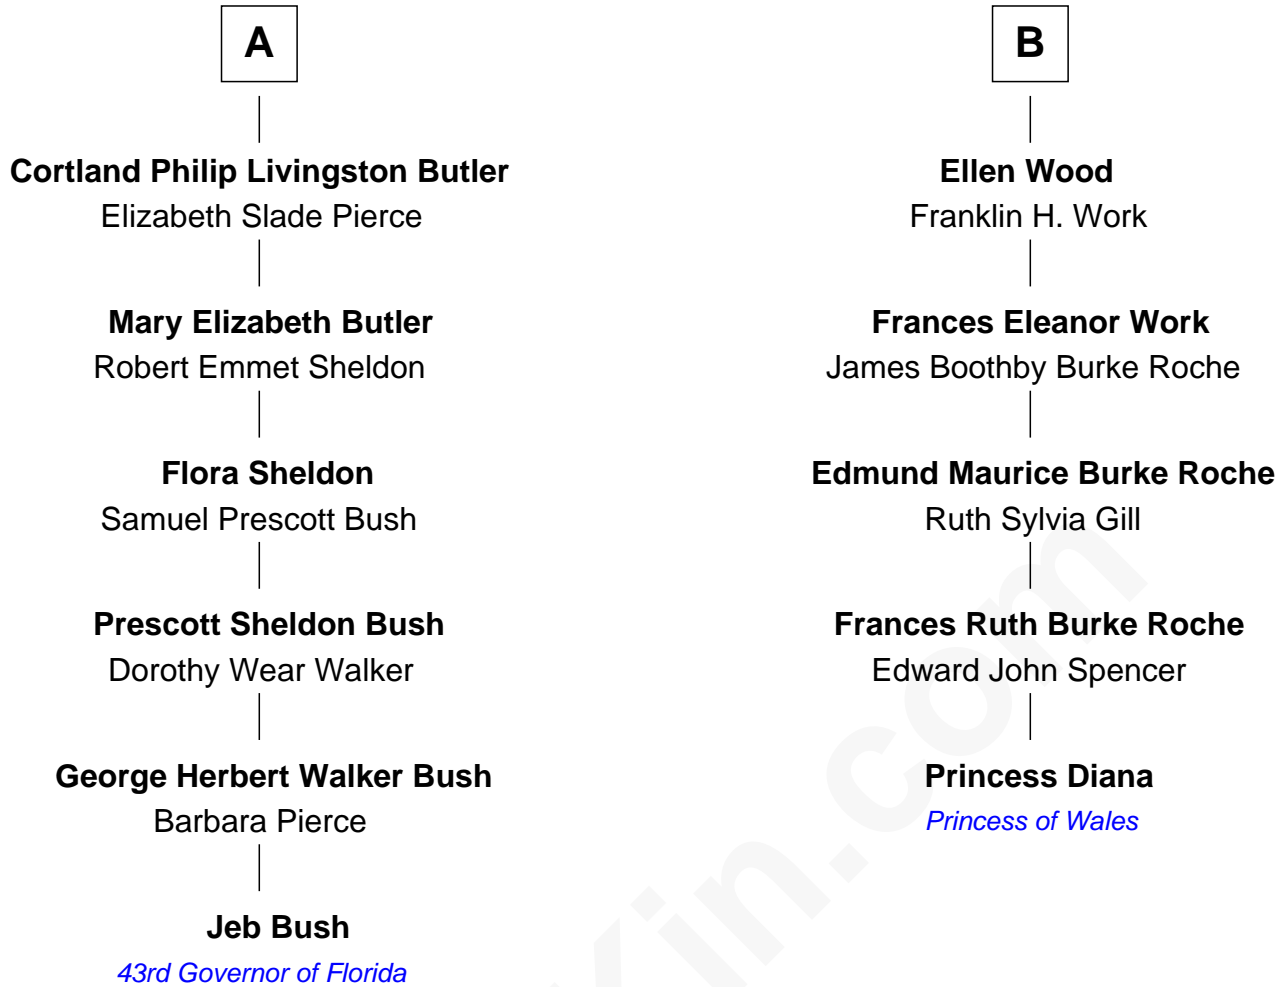 A
Cortland Philip Livingston Butler
Elizabeth Slade Pierce
Mary Elizabeth Butler
Robert Emmet Sheldon
Flora Sheldon
Samuel Prescott Bush
Prescott Sheldon Bush
Dorothy Wear Walker
George Herbert Walker Bush
Barbara Pierce
Jeb Bush
43rd Governor of Florida
B
Ellen Wood
Franklin H. Work
Frances Eleanor Work
James Boothby Burke Roche
Edmund Maurice Burke Roche
Ruth Sylvia Gill
Frances Ruth Burke Roche
Edward John Spencer
Princess Diana
Princess of Wales